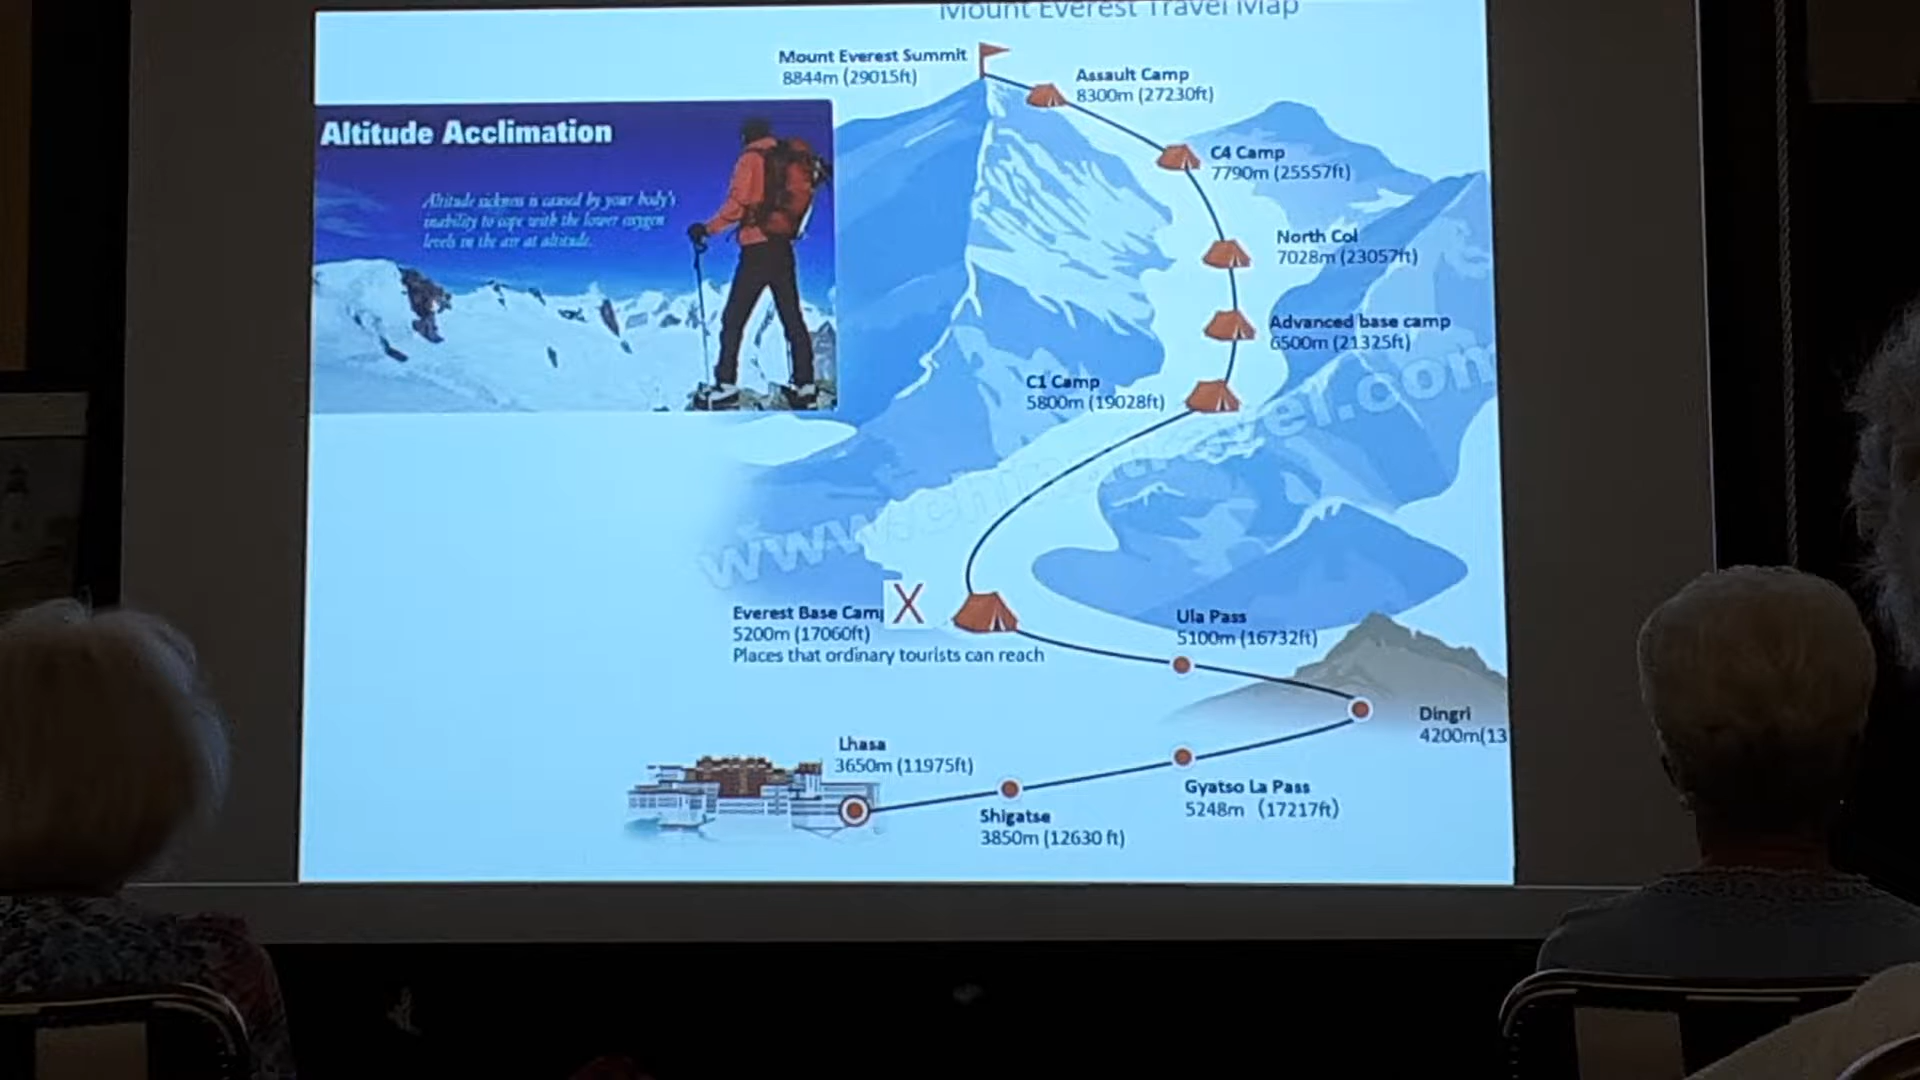 Mount Everest Travel Map
Mount Everest Summit
8844m (29015ft)
Assault Camp
8300m (27230ft)
Altitude Acclimation
Altitude sickness is caused by your body's
inability to cope with the lower oxygen
levels in the air at altitude.
C4 Camp
7790m (25557ft)
North Col
7028m (23057ft)
Advanced base camp
6500m (21325ft)
C1 Camp
5800m (19028ft)
Everest Base Cam
X
5200m (17060ft)
Places that ordinary tourists can reach
Ula Pass
5100m (16732ft)
Dingri
4200m(13
Lhasa
3650m (11975ft)
Gyatso La Pass
5248m (17217ft)
Shigatse
3850m (12630 ft)